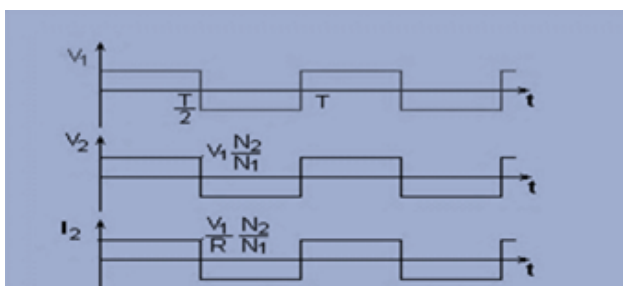 V1
T/2 T t
V2 V1 N2/N1
t
I2 V1/R N2/N1
t